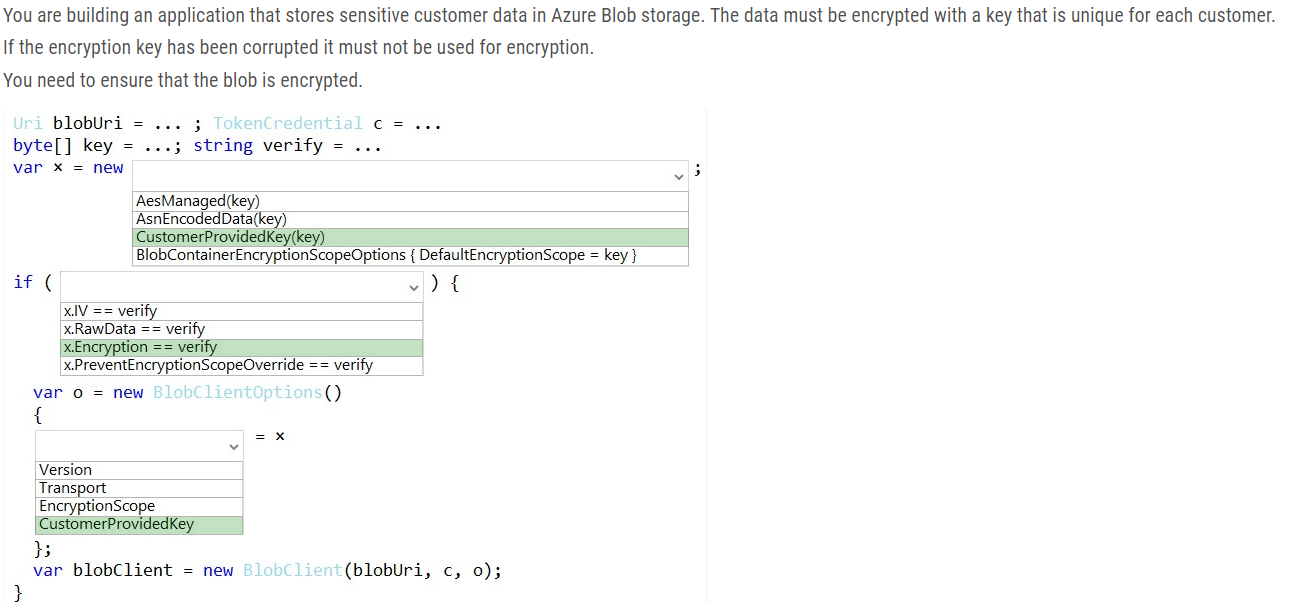 You are building an application that stores sensitive customer data in Azure Blob storage. The data must be encrypted with a key that is unique for each customer.
If the encryption key has been corrupted it must not be used for encryption.
You need to ensure that the blob is encrypted.
Uri blobUri = ... ; TokenCredential c = ...
byte[] key = ...; string verify = ...
var x = new ;
AesManaged(key)
AsnEncodedData(key)
CustomerProvidedKey(key)
BlobContainerEncryptionScopeOptions { DefaultEncryptionScope = key }
if ( ) {
x.IV == verify
x.RawData == verify
x.Encryption == verify
x.PreventEncryptionScopeOverride == verify
var o = new BlobClientOptions()
{
= x
Version
Transport
EncryptionScope
CustomerProvidedKey
};
var blobClient = new BlobClient(blobUri, c, o);
}